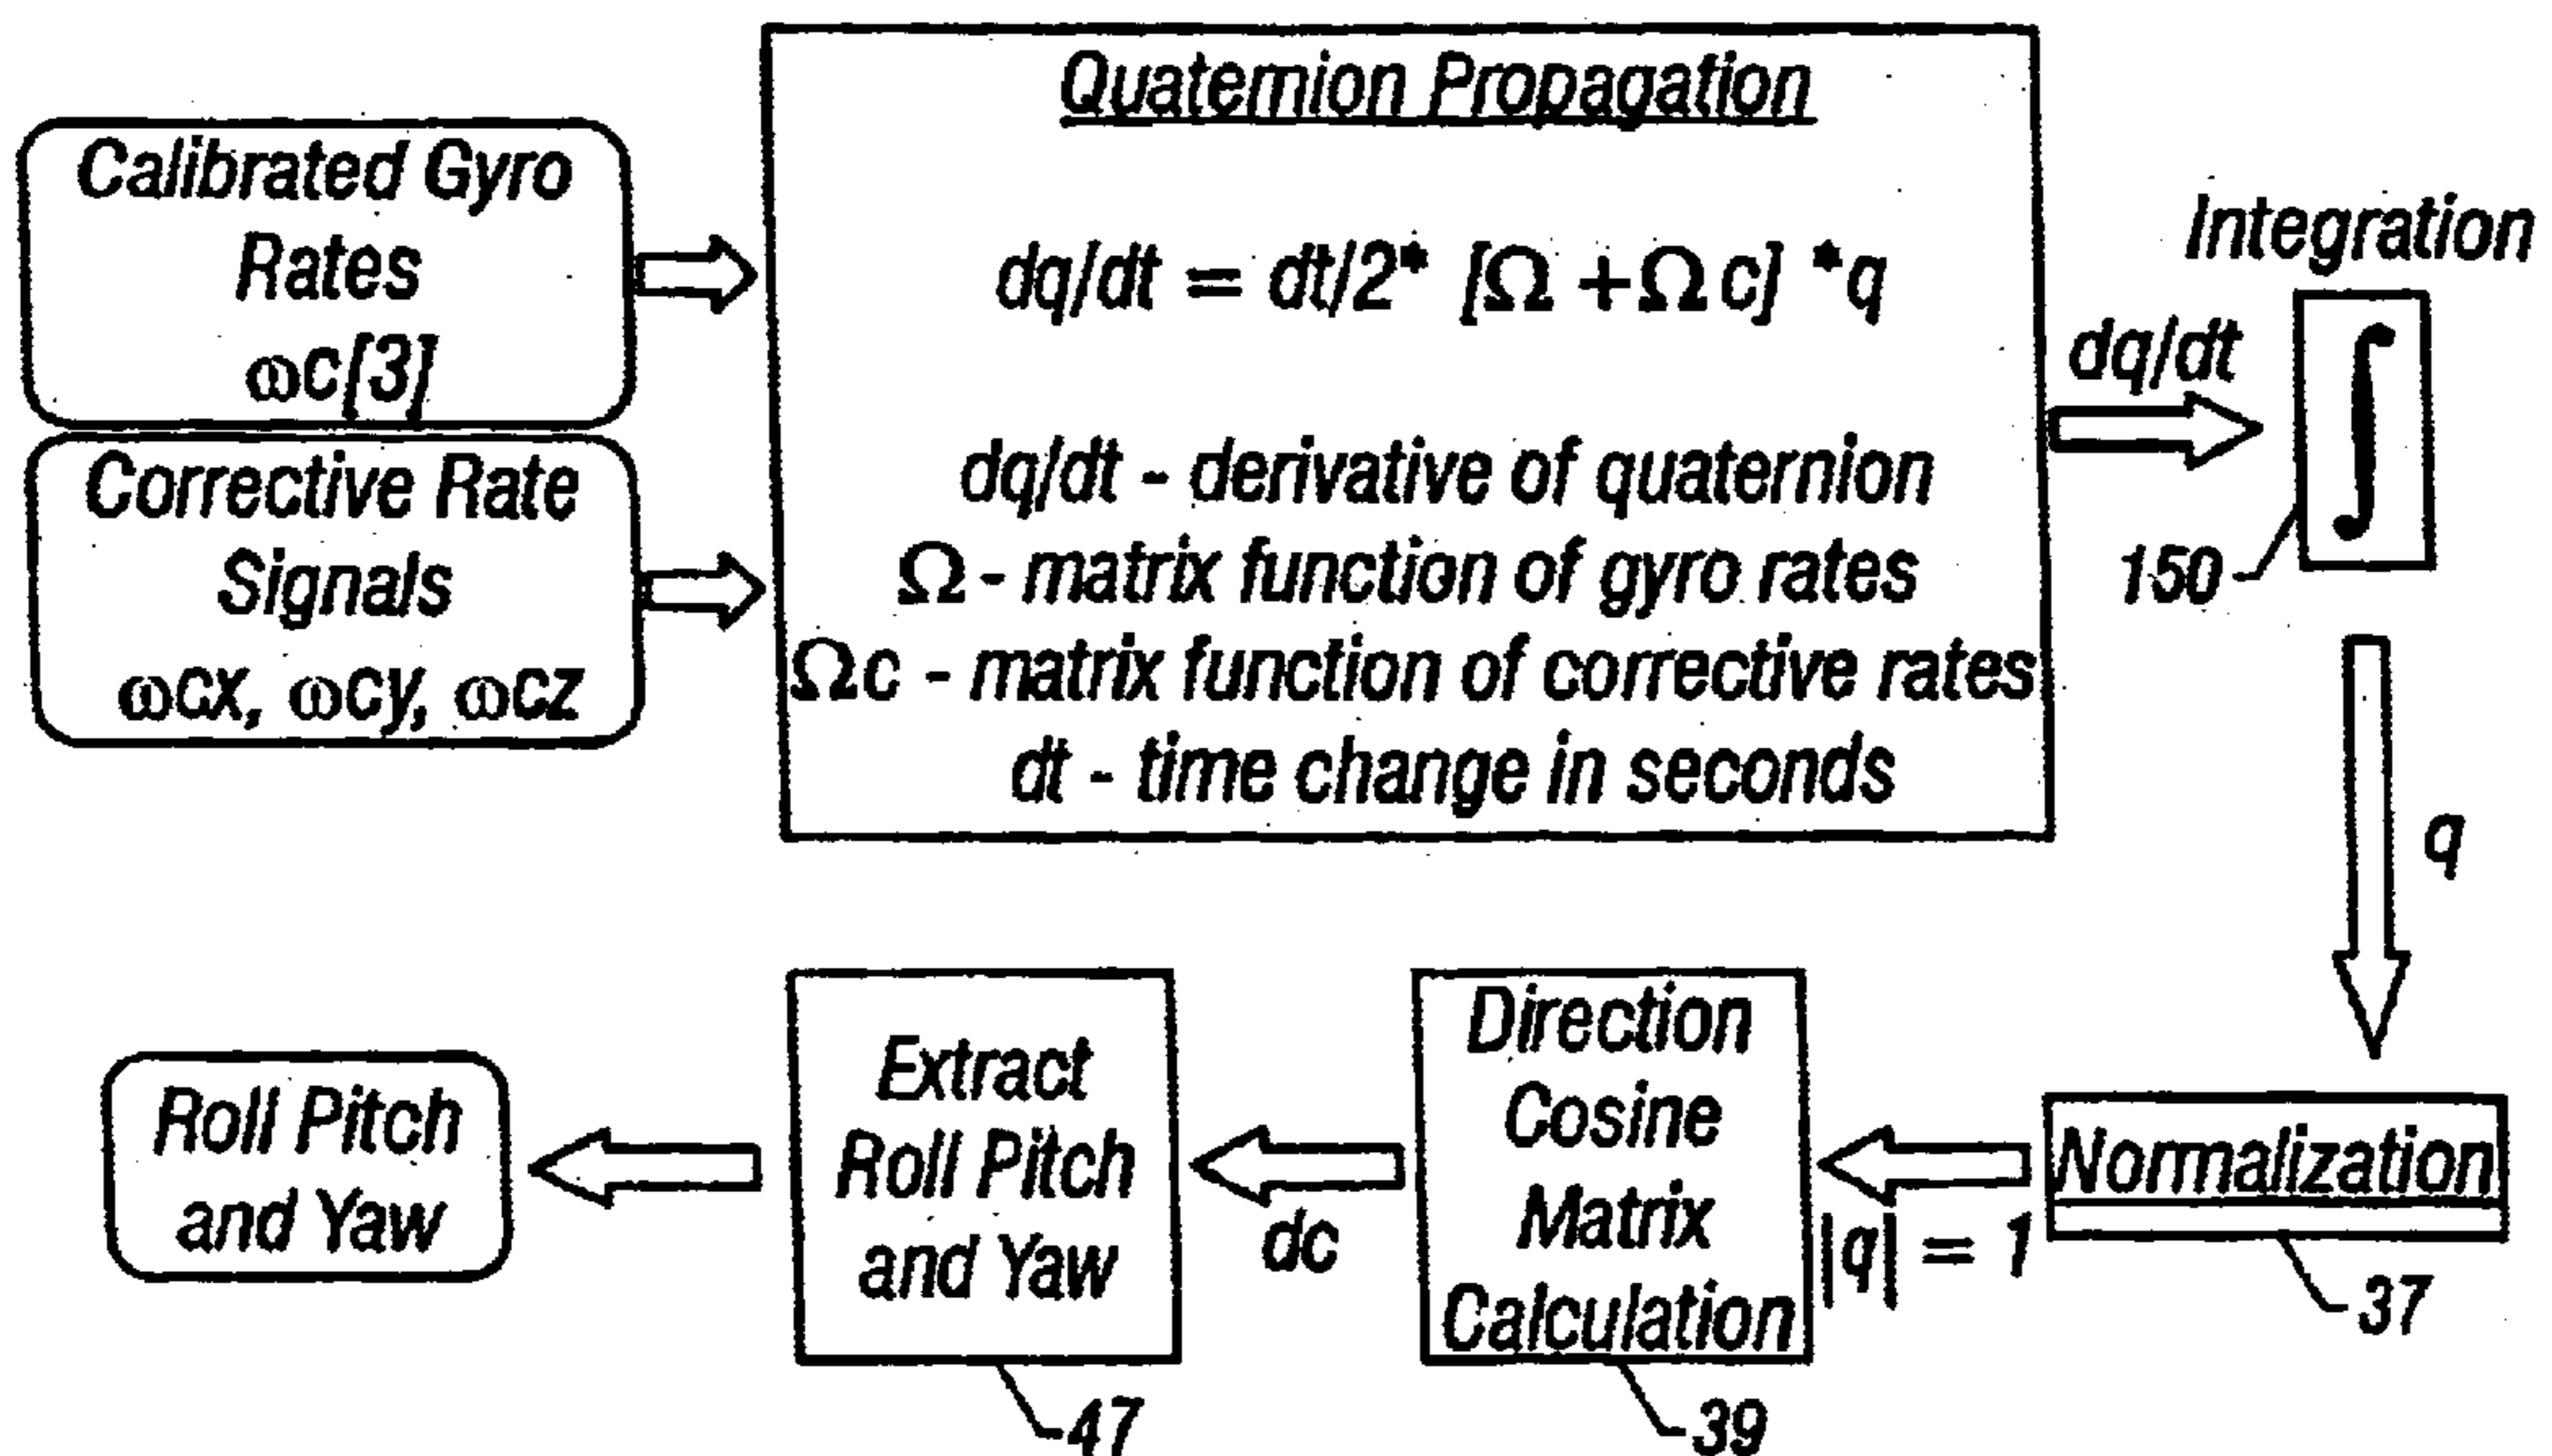 Calibrated Gyro
Rates
ωc[3]
Corrective Rate
Signals
ωcx, ωcy, ωcz
Quaternion Propagation
dq/dt = dt/2* [Ω +Ωc] *q
dq/dt - derivative of quaternion
Ω - matrix function of gyro rates
Ωc - matrix function of corrective rates
dt - time change in seconds
dq/dt
Integration
∫
150
q
Normalization
37
|q| = 1
Direction
Cosine
Matrix
Calculation
39
dc
Extract
Roll Pitch
and Yaw
47
Roll Pitch
and Yaw